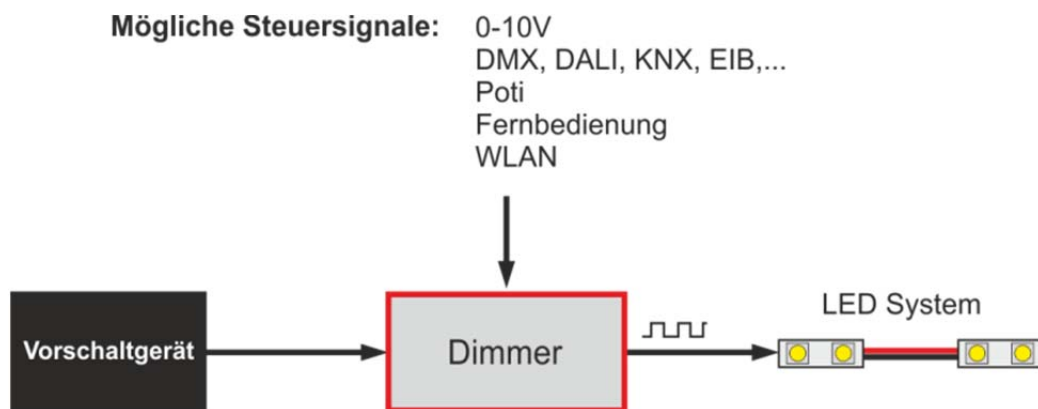 Mögliche Steuersignale: 0-10V
DMX, DALI, KNX, EIB,...
Poti
Fernbedienung
WLAN
LED System
Vorschaltgerät
Dimmer